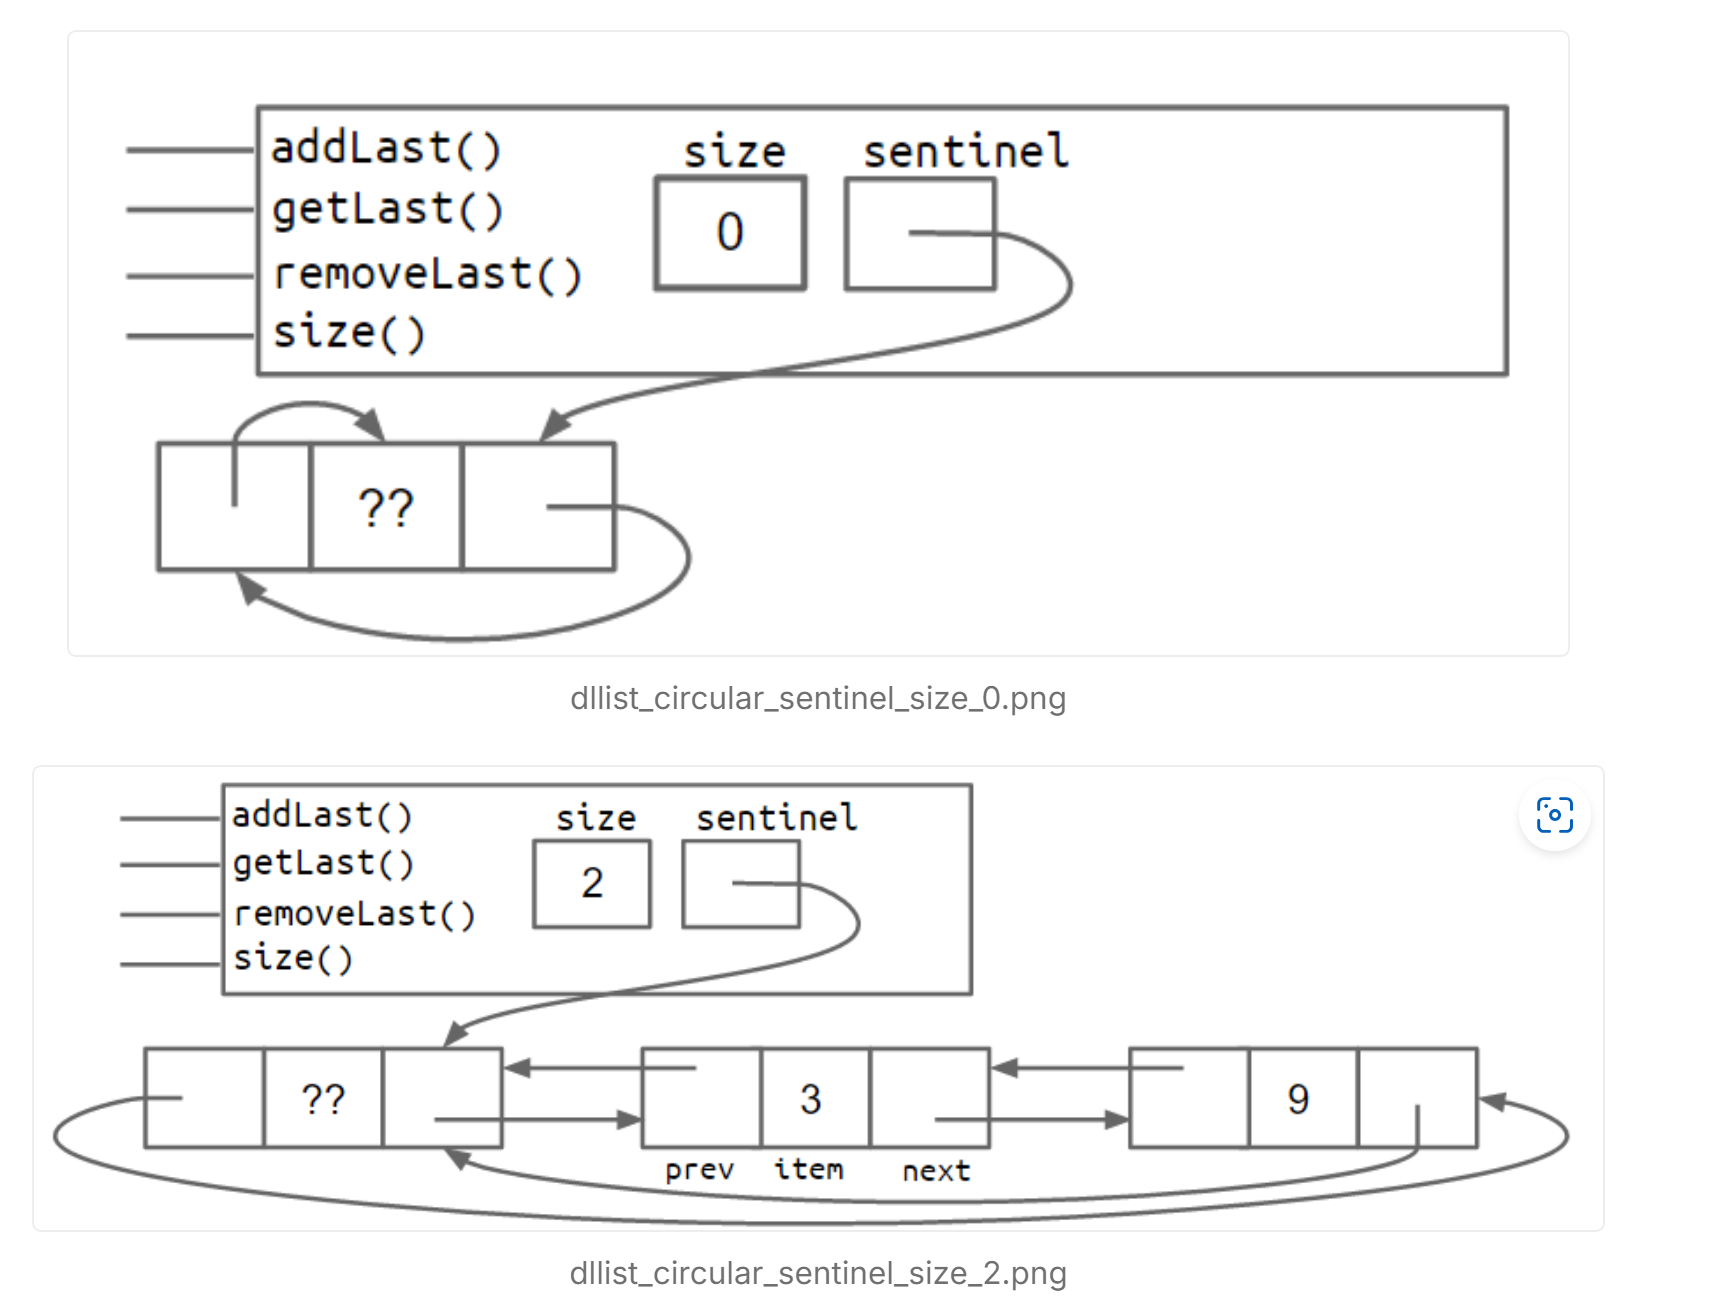 addLast()
size
sentinel
getLast()
0
removeLast()
size()
??
dllist_circular_sentinel_size_0.png
addLast()
size
sentinel
getLast()
2
removeLast()
size()
??
3
9
prev
item
next
dllist_circular_sentinel_size_2.png